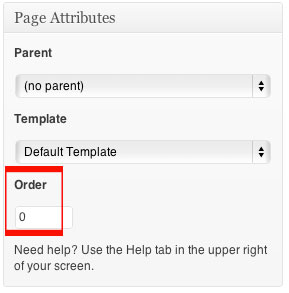 Page Attributes
Parent
(no parent)
Template
Default Template
Order
0
Need help? Use the Help tab in the upper right
of your screen.